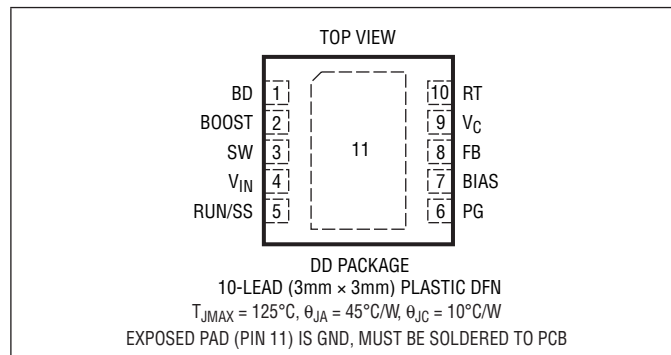 TOP VIEW
BD 1
BOOST 2
SW 3
VIN 4
RUN/SS 5
11
10 RT
9 VC
8 FB
7 BIAS
6 PG
DD PACKAGE
10-LEAD (3mm × 3mm) PLASTIC DFN
TJMAX = 125°C, θJA = 45°C/W, θJC = 10°C/W
EXPOSED PAD (PIN 11) IS GND, MUST BE SOLDERED TO PCB